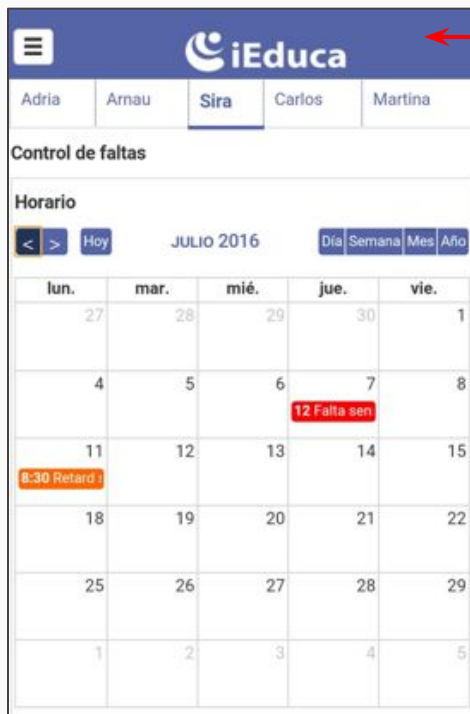 iEduca
Adria Arnau Sira Carlos Martina
Control de faltas
Horario
< > Hoy JULIO 2016 Día Semana Mes Año
lun. mar. mié. jue. vie.
27 28 29 30 1
4 5 6 7 8
12 Falta sen
11 12 13 14 15
8:30 Retard
18 19 20 21 22
25 26 27 28 29
1 2 3 4 5